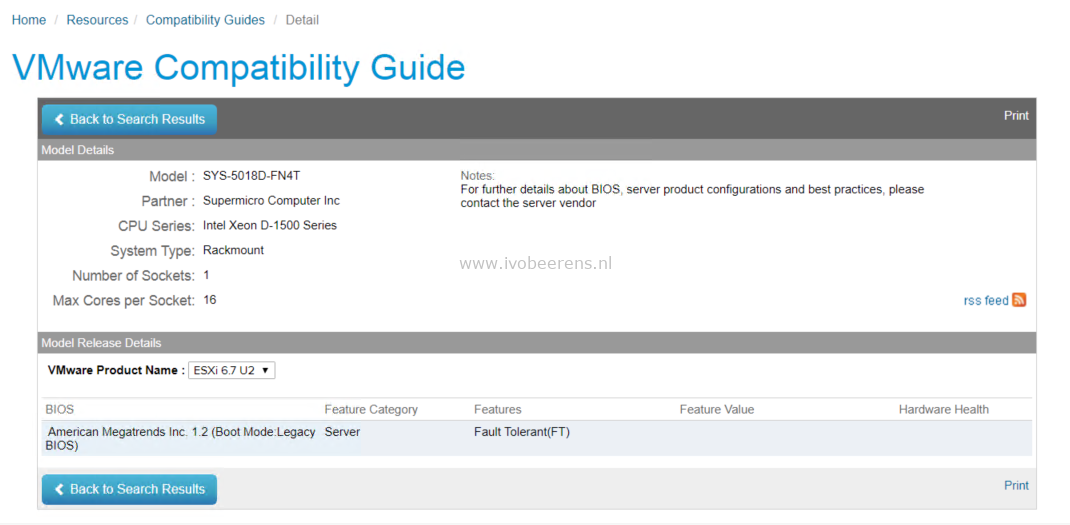 Home / Resources / Compatibility Guides / Detail
VMware Compatibility Guide
Back to Search Results Print
Model Details
Model : SYS-5018D-FN4T
Partner : Supermicro Computer Inc
CPU Series: Intel Xeon D-1500 Series
System Type: Rackmount
Number of Sockets: 1
Max Cores per Socket: 16
Notes:
For further details about BIOS, server product configurations and best practices, please
contact the server vendor
www.ivobeerens.nl
rss feed
Model Release Details
VMware Product Name : ESXi 6.7 U2
BIOS Feature Category Features Feature Value Hardware Health
American Megatrends Inc. 1.2 (Boot Mode:Legacy Server Fault Tolerant(FT)
BIOS)
Back to Search Results Print